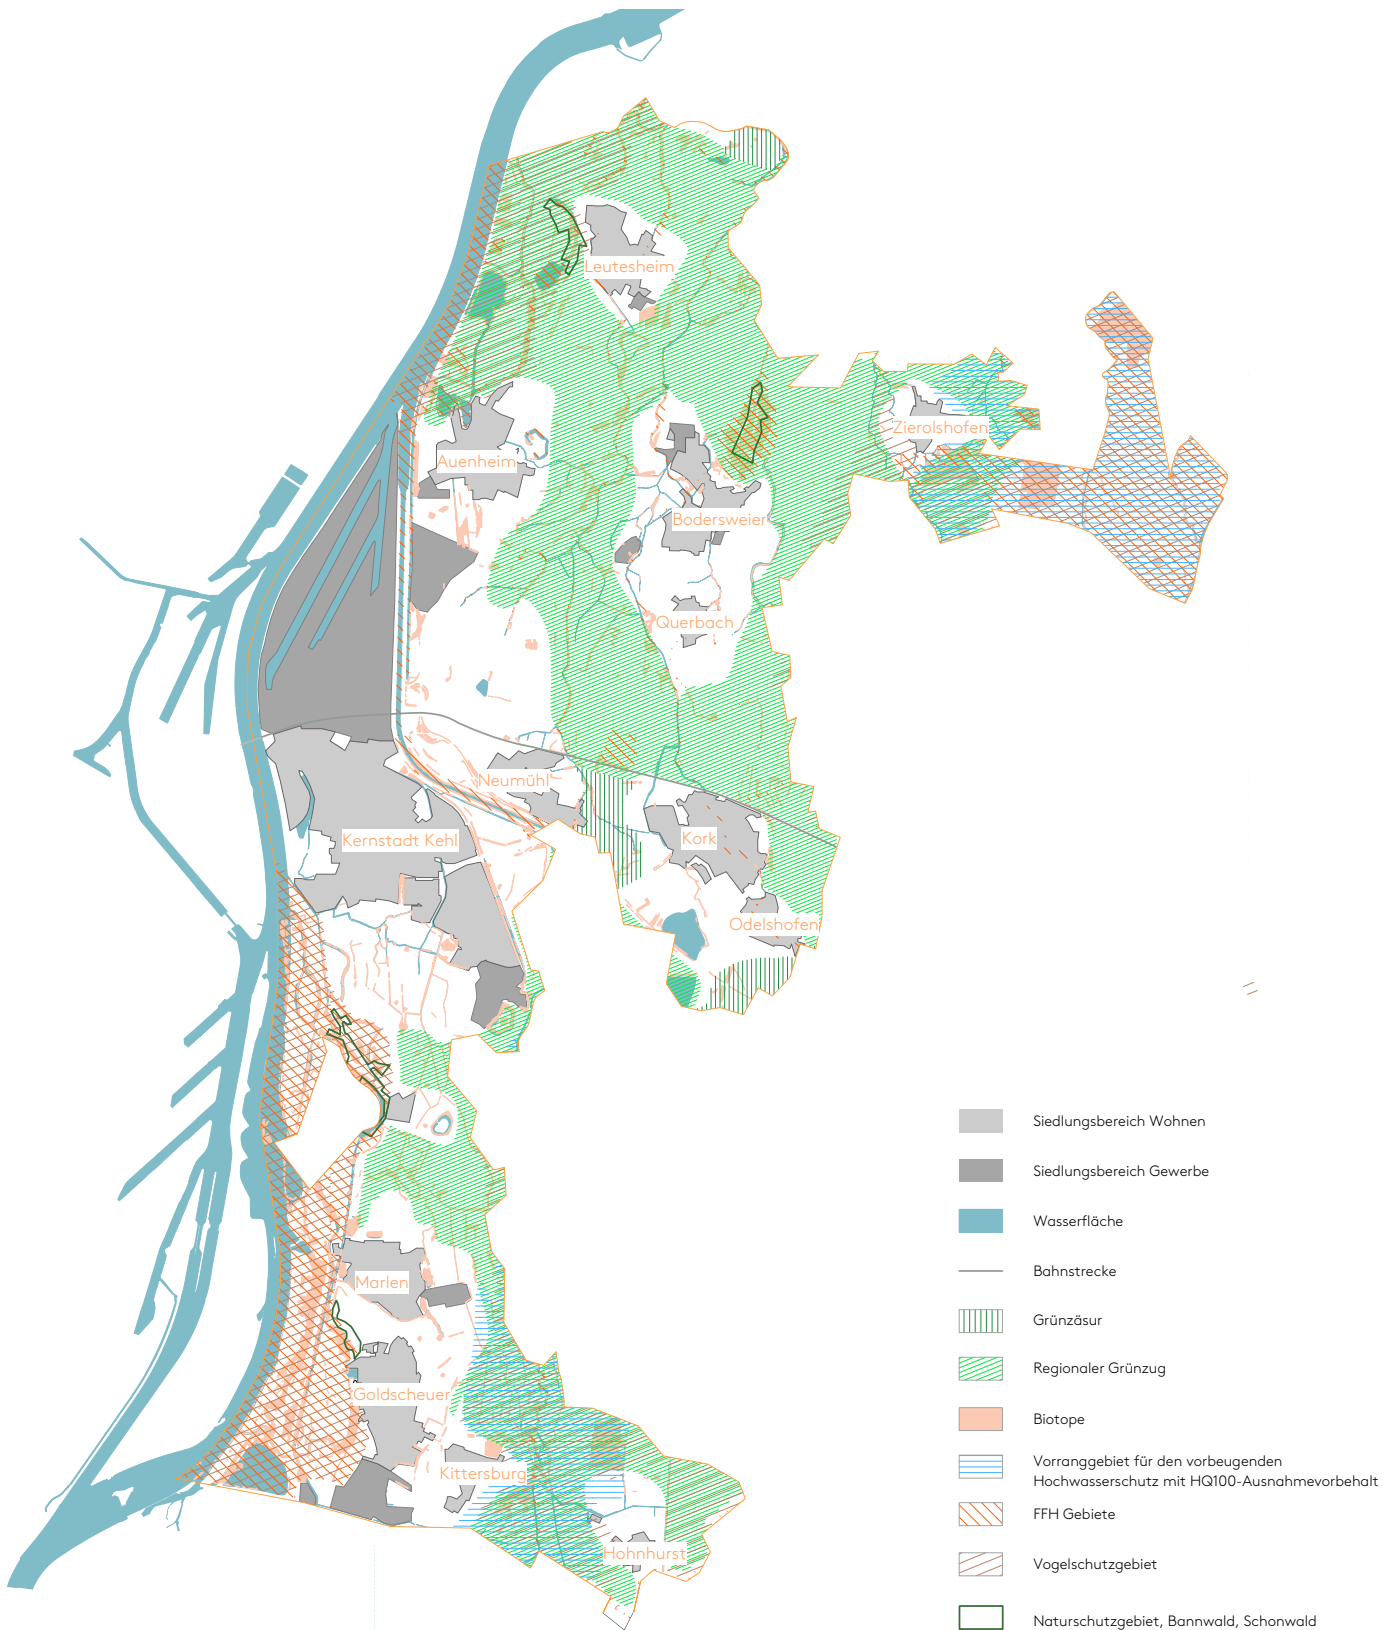 Leutesheim
Zierolshofen
Auenheim
Bodersweier
Querbach
Neumühl
Kernstadt Kehl
Kork
Odelshofen
Marlen
Goldscheuer
Kittersburg
Hohnhurst
Siedlungsbereich Wohnen
Siedlungsbereich Gewerbe
Wasserfläche
Bahnstrecke
Grünzäsur
Regionaler Grünzug
Biotope
Vorranggebiet für den vorbeugenden
Hochwasserschutz mit HQ100-Ausnahmevorbehalt
FFH Gebiete
Vogelschutzgebiet
Naturschutzgebiet, Bannwald, Schonwald